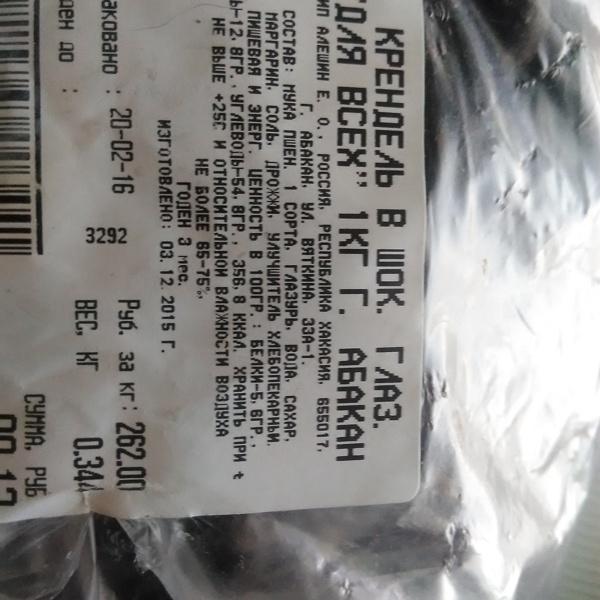 КРЕНДЕЛЬ В ШОК. ГЛАЗ.
"ДЛЯ ВСЕХ" 1КГ Г. АБАКАН
ИП АЛЕШИН Е. О., РОССИЯ, РЕСПУБЛИКА ХАКАСИЯ, 655017,
Г. АБАКАН, УЛ. ВЯТКИНА, 33А-1.
СОСТАВ: МУКА ПШЕН. 1 СОРТА, ГЛАЗУРЬ, ВОДА, САХАР,
МАРГАРИН, СОЛЬ, ДРОЖЖИ, УЛУЧШИТЕЛЬ ХЛЕБОПЕКАРНЫЙ.
ПИЩЕВАЯ И ЭНЕРГ. ЦЕННОСТЬ В 100ГР: БЕЛКИ-5,6ГР.,
Ы-12,8ГР., УГЛЕВОДЫ-54,8ГР., 356,8 ККАЛ. ХРАНИТЬ ПРИ t
НЕ ВЫШЕ +25С И ОТНОСИТЕЛЬНОЙ ВЛАЖНОСТИ ВОЗДУХА
НЕ БОЛЕЕ 65-75%,
ГОДЕН 3 мес.
ИЗГОТОВЛЕНО: 03.12.2015 Г.
аковано : 20-02-16
ден до :
3292
Руб. за кг: 262.00
ВЕС, КГ 0.344
СУММА, РУБ